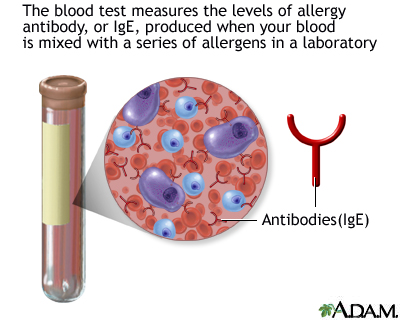 The blood test measures the levels of allergy
antibody, or IgE, produced when your blood
is mixed with a series of allergens in a laboratory
Antibodies(IgE)
A.D.A.M.